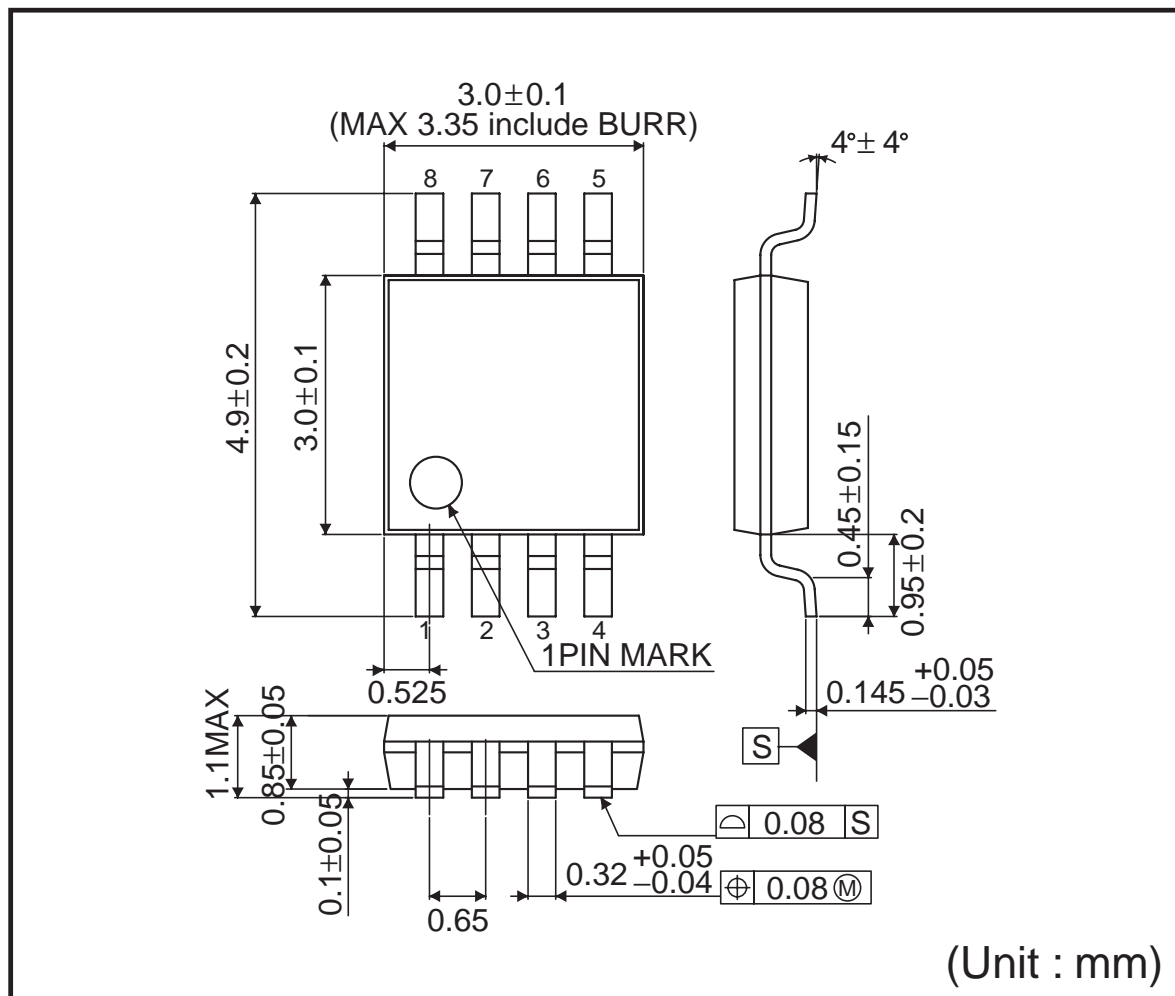 3.0±0.1
(MAX 3.35 include BURR)
4°±4°
8 7 6 5
4.9±0.2
3.0±0.1
0.45±0.15
0.95±0.2
1 2 3 4
1PIN MARK
0.525
0.145 +0.05
−0.03
S
1.1MAX
0.85±0.05
0.1±0.05
0.08 S
0.32 +0.05
−0.04
0.08 Ⓜ
0.65
(Unit : mm)